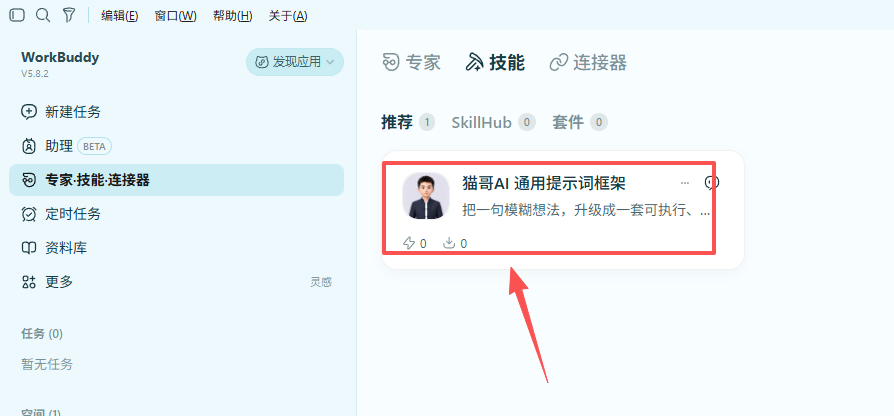 编辑(E) 窗口(W) 帮助(H) 关于(A)
WorkBuddy
V5.8.2
发现应用
新建任务
助理 BETA
专家·技能·连接器
定时任务
资料库
更多 灵感
任务 (0)
暂无任务
空间 (1)
专家 技能 连接器
推荐 1 SkillHub 0 套件 0
猫哥AI 通用提示词框架 ...
把一句模糊想法，升级成一套可执行、...
0 0